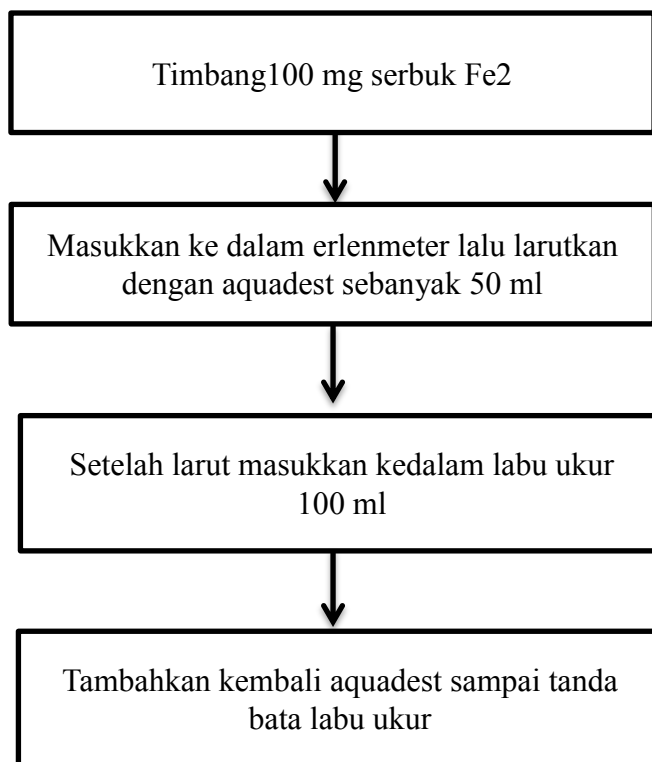 Timbang100 mg serbuk Fe2
Masukkan ke dalam erlenmeter lalu larutkan
dengan aquadest sebanyak 50 ml
Setelah larut masukkan kedalam labu ukur
100 ml
Tambahkan kembali aquadest sampai tanda
bata labu ukur